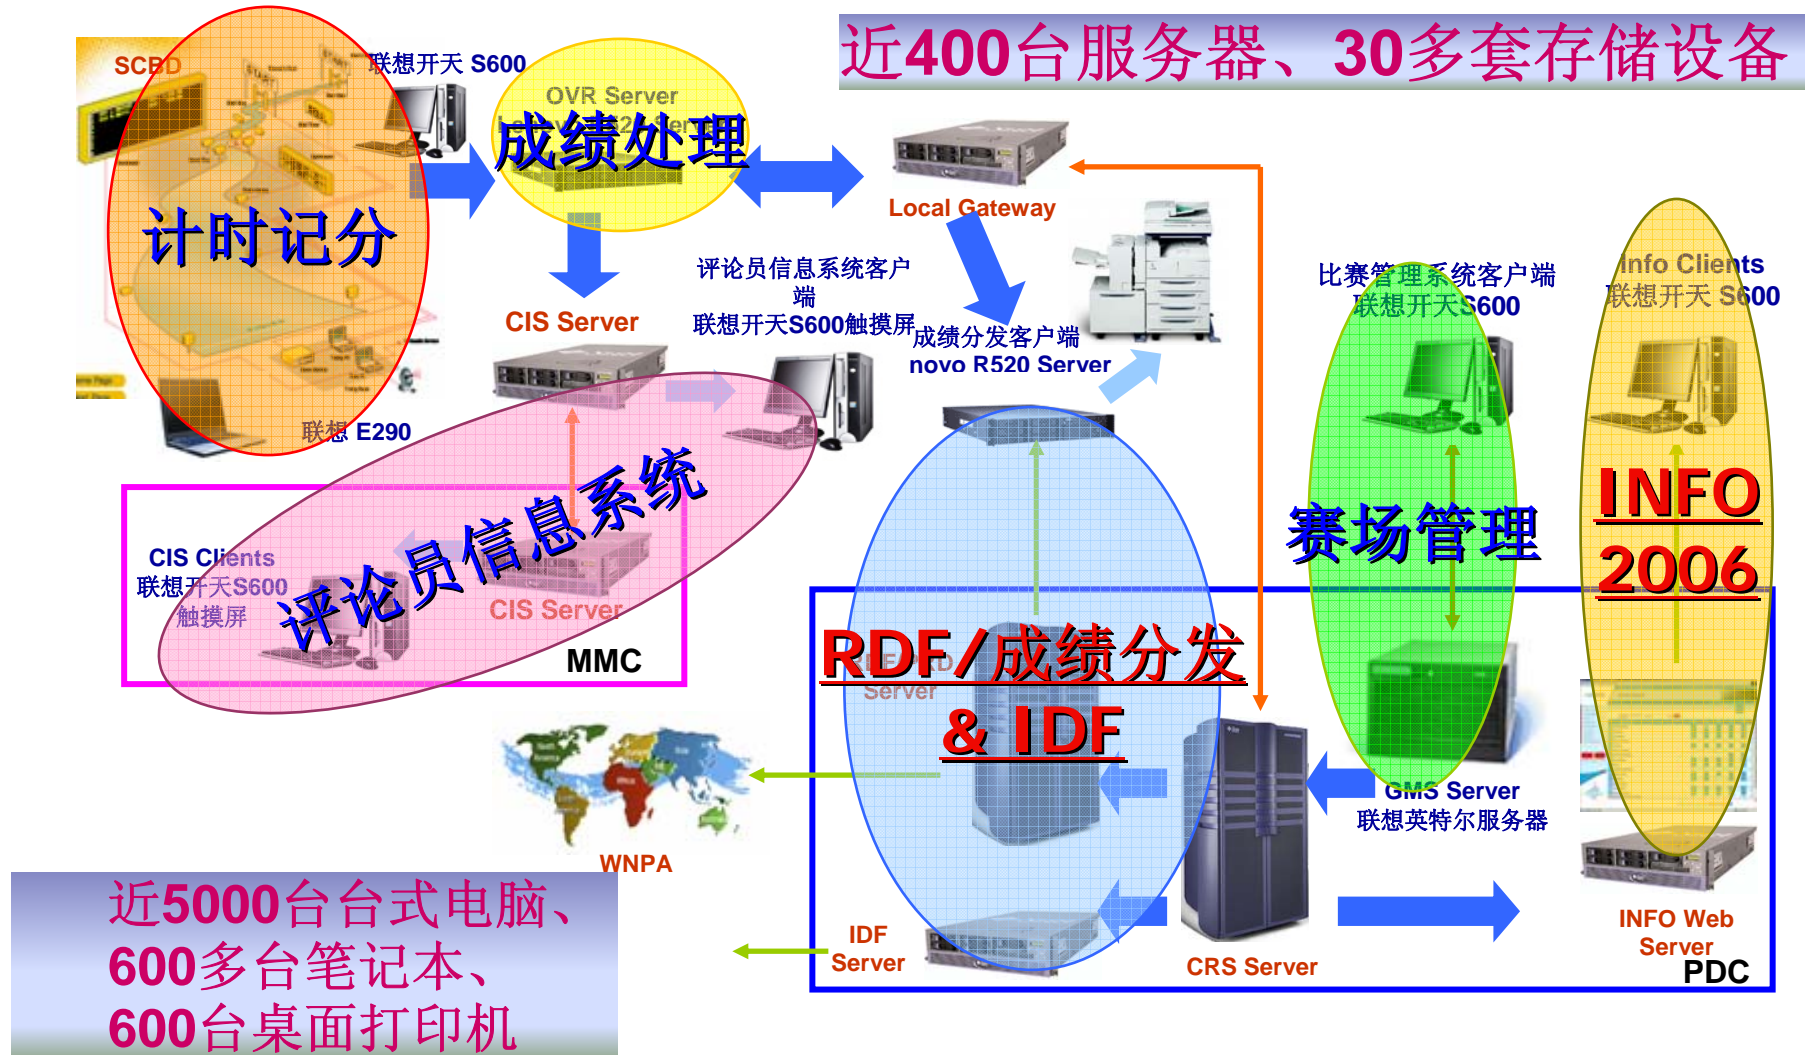 近400台服务器、30多套存储设备
SCBD
联想开天 S600
OVR Server
成绩处理
计时记分
Local Gateway
评论员信息系统客户
端
联想开天S600触摸屏
CIS Server
成绩分发客户端
novo R520 Server
比赛管理系统客户端
联想开天S600
Info Clients
联想开天 S600
联想 E290
评论员信息系统
CIS Clients
联想开天S600
触摸屏
CIS Server
MMC
赛场管理
INFO
2006
RDF/成绩分发
& IDF
Server
GMS Server
联想英特尔服务器
WNPA
IDF
Server
CRS Server
INFO Web
Server
PDC
近5000台台式电脑、
600多台笔记本、
600台桌面打印机